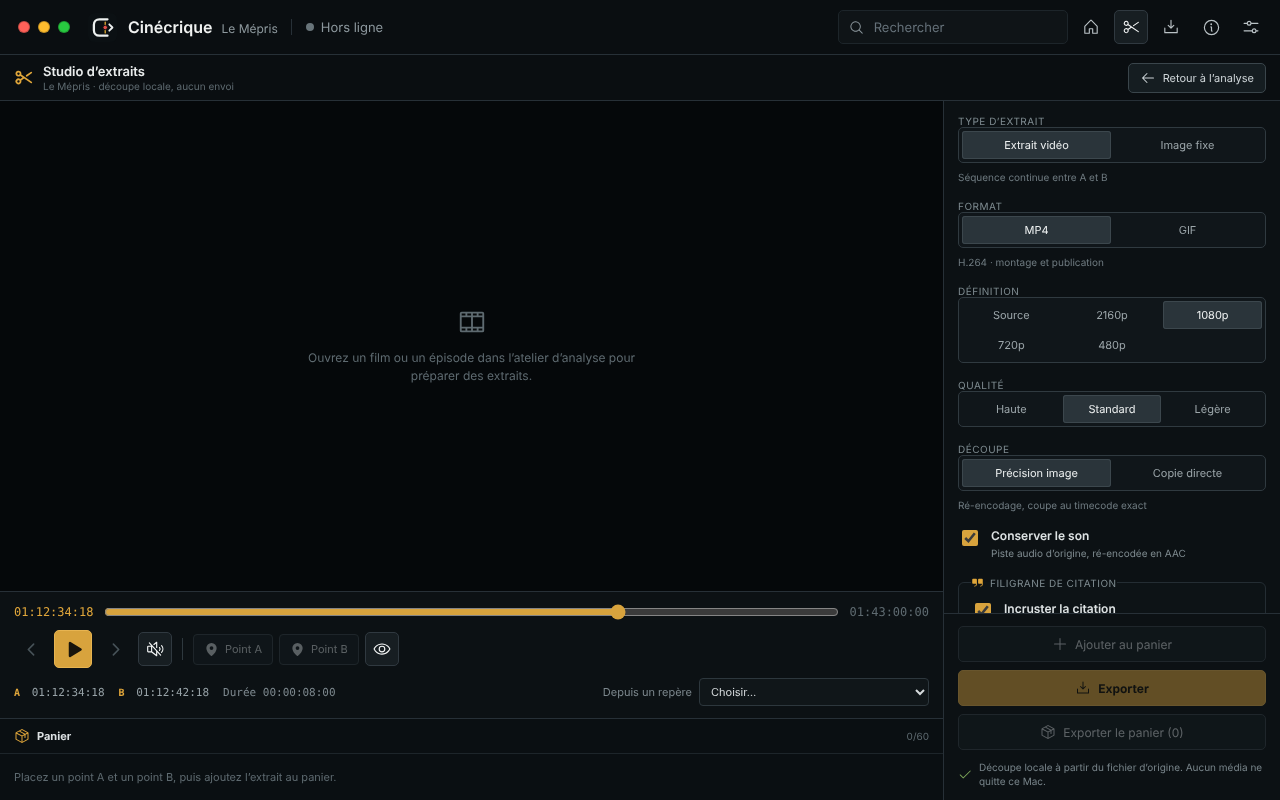 Cinécrique Le Mépris Hors ligne Rechercher
Studio d’extraits
Le Mépris · découpe locale, aucun envoi
Retour à l’analyse
Ouvrez un film ou un épisode dans l’atelier d’analyse pour
préparer des extraits.
01:12:34:18 01:43:00:00
Point A Point B
A 01:12:34:18 B 01:12:42:18 Durée 00:00:08:00 Depuis un repère Choisir...
Panier 0/60
Placez un point A et un point B, puis ajoutez l’extrait au panier.
TYPE D’EXTRAIT
Extrait vidéo Image fixe
Séquence continue entre A et B
FORMAT
MP4 GIF
H.264 · montage et publication
DÉFINITION
Source 2160p 1080p
720p 480p
QUALITÉ
Haute Standard Légère
DÉCOUPE
Précision image Copie directe
Ré-encodage, coupe au timecode exact
Conserver le son
Piste audio d’origine, ré-encodée en AAC
FILIGRANE DE CITATION
Incruster la citation
Ajouter au panier
Exporter
Exporter le panier (0)
Découpe locale à partir du fichier d’origine. Aucun média ne
quitte ce Mac.